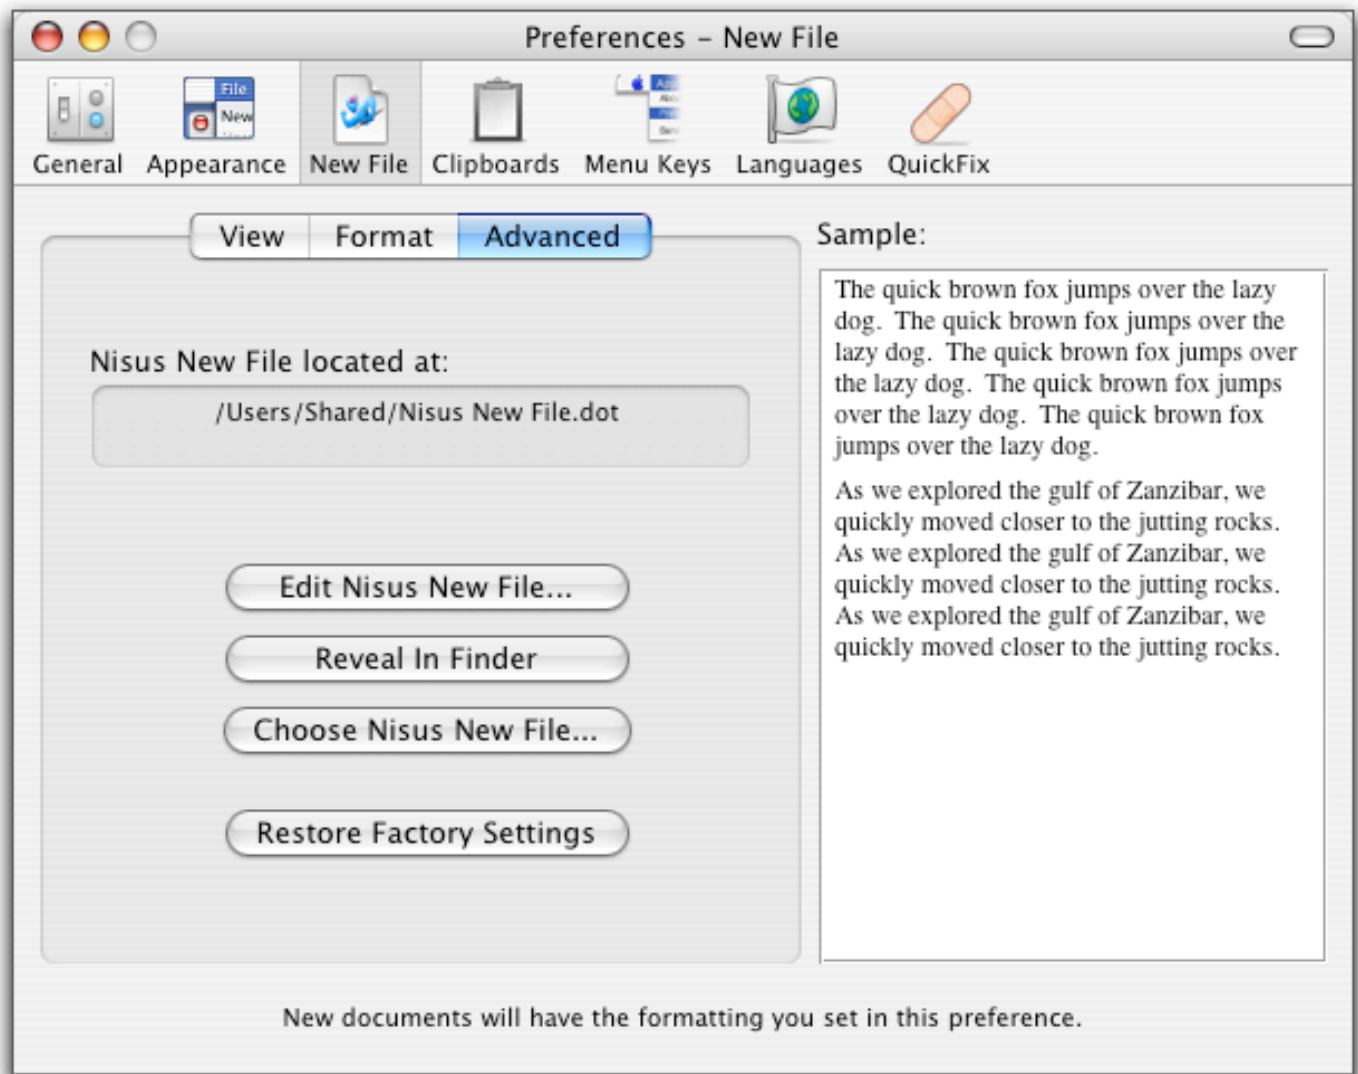 Preferences – New File
File
New
General Appearance New File Clipboards Menu Keys Languages QuickFix
View Format Advanced
Nisus New File located at:
/Users/Shared/Nisus New File.dot
Edit Nisus New File...
Reveal In Finder
Choose Nisus New File...
Restore Factory Settings
Sample:
The quick brown fox jumps over the lazy
dog.  The quick brown fox jumps over the
lazy dog.  The quick brown fox jumps over
the lazy dog.  The quick brown fox jumps
over the lazy dog.  The quick brown fox
jumps over the lazy dog.
As we explored the gulf of Zanzibar, we
quickly moved closer to the jutting rocks.
As we explored the gulf of Zanzibar, we
quickly moved closer to the jutting rocks.
As we explored the gulf of Zanzibar, we
quickly moved closer to the jutting rocks.
New documents will have the formatting you set in this preference.